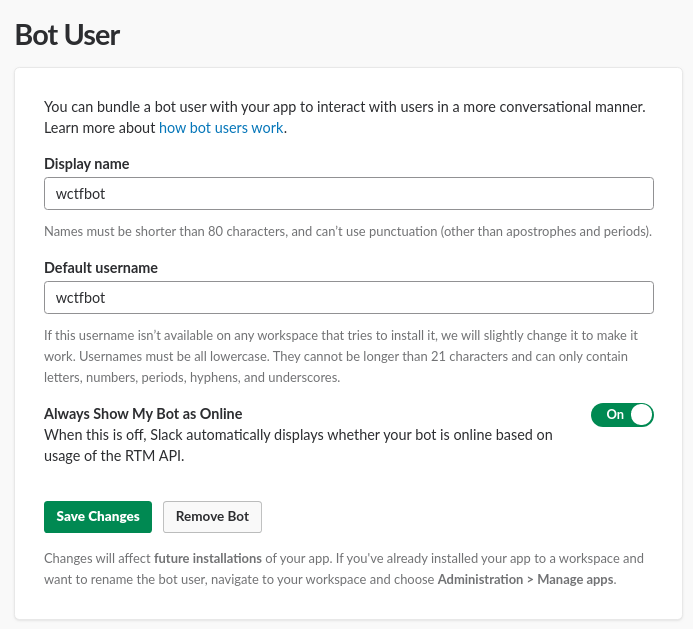 Bot User
You can bundle a bot user with your app to interact with users in a more conversational manner.
Learn more about how bot users work.
Display name
wctfbot
Names must be shorter than 80 characters, and can't use punctuation (other than apostrophes and periods).
Default username
wctfbot
If this username isn't available on any workspace that tries to install it, we will slightly change it to make it
work. Usernames must be all lowercase. They cannot be longer than 21 characters and can only contain
letters, numbers, periods, hyphens, and underscores.
Always Show My Bot as Online
On
When this is off, Slack automatically displays whether your bot is online based on
usage of the RTM API.
Save Changes
Remove Bot
Changes will affect future installations of your app. If you've already installed your app to a workspace and
want to rename the bot user, navigate to your workspace and choose Administration > Manage apps.